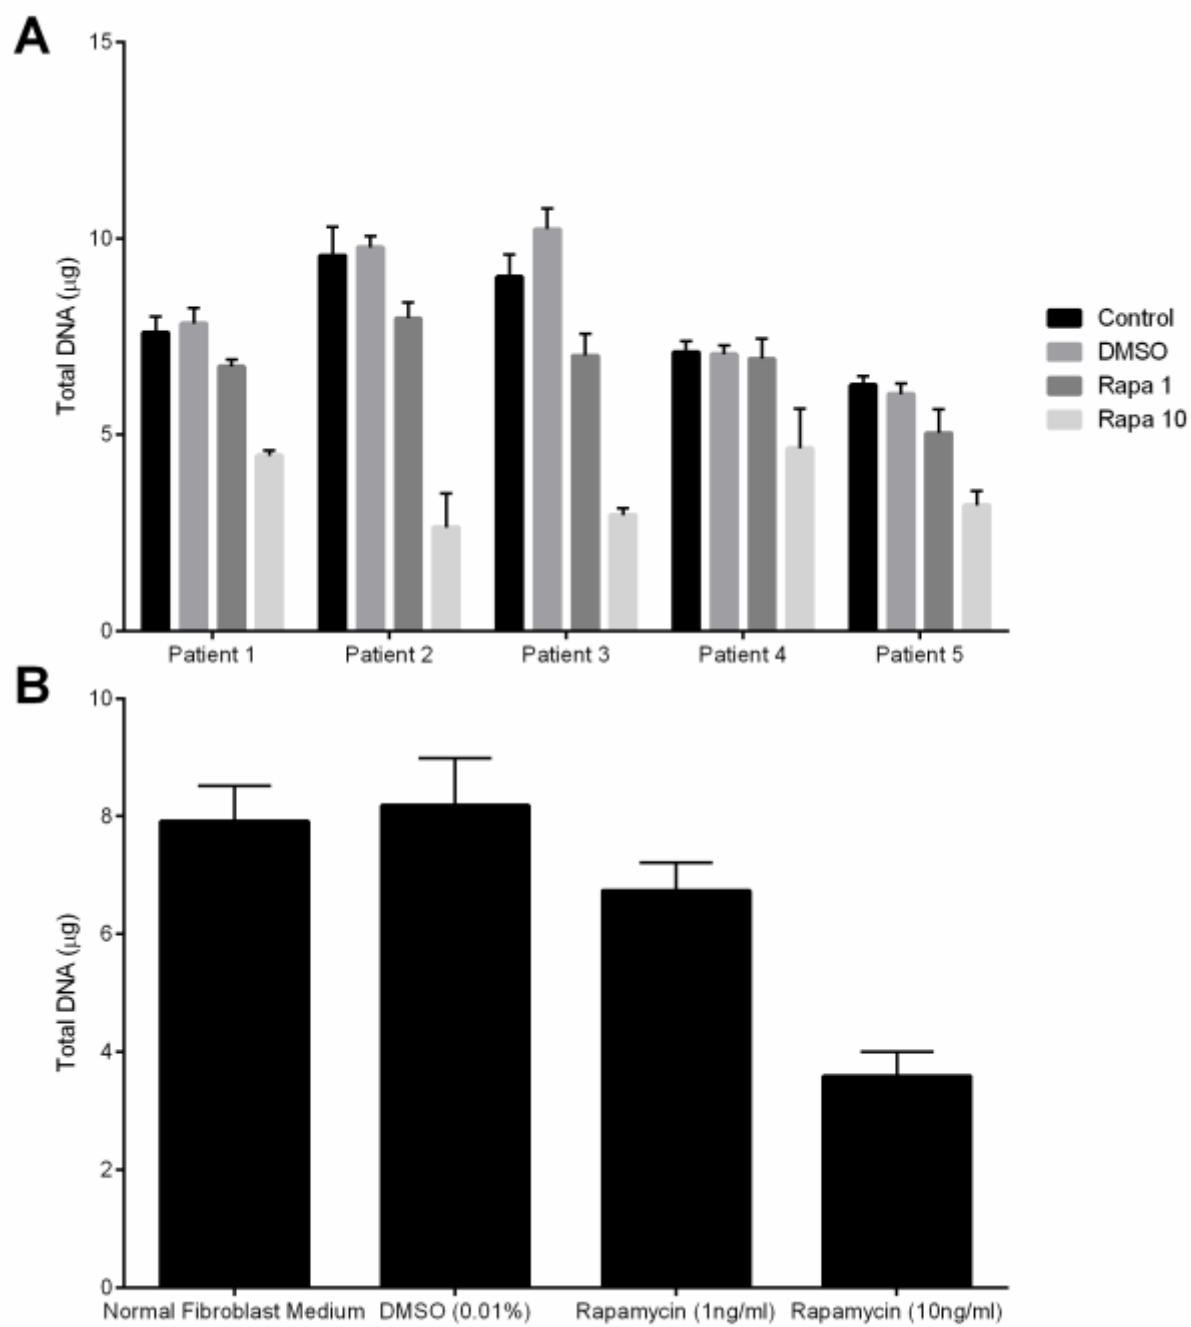 A
15
10
5
0
Total DNA (µg)
Patient 1
Patient 2
Patient 3
Patient 4
Patient 5
Control
DMSO
Rapa 1
Rapa 10
B
10
8
6
4
2
0
Total DNA (µg)
Normal Fibroblast Medium
DMSO (0.01%)
Rapamycin (1ng/ml)
Rapamycin (10ng/ml)